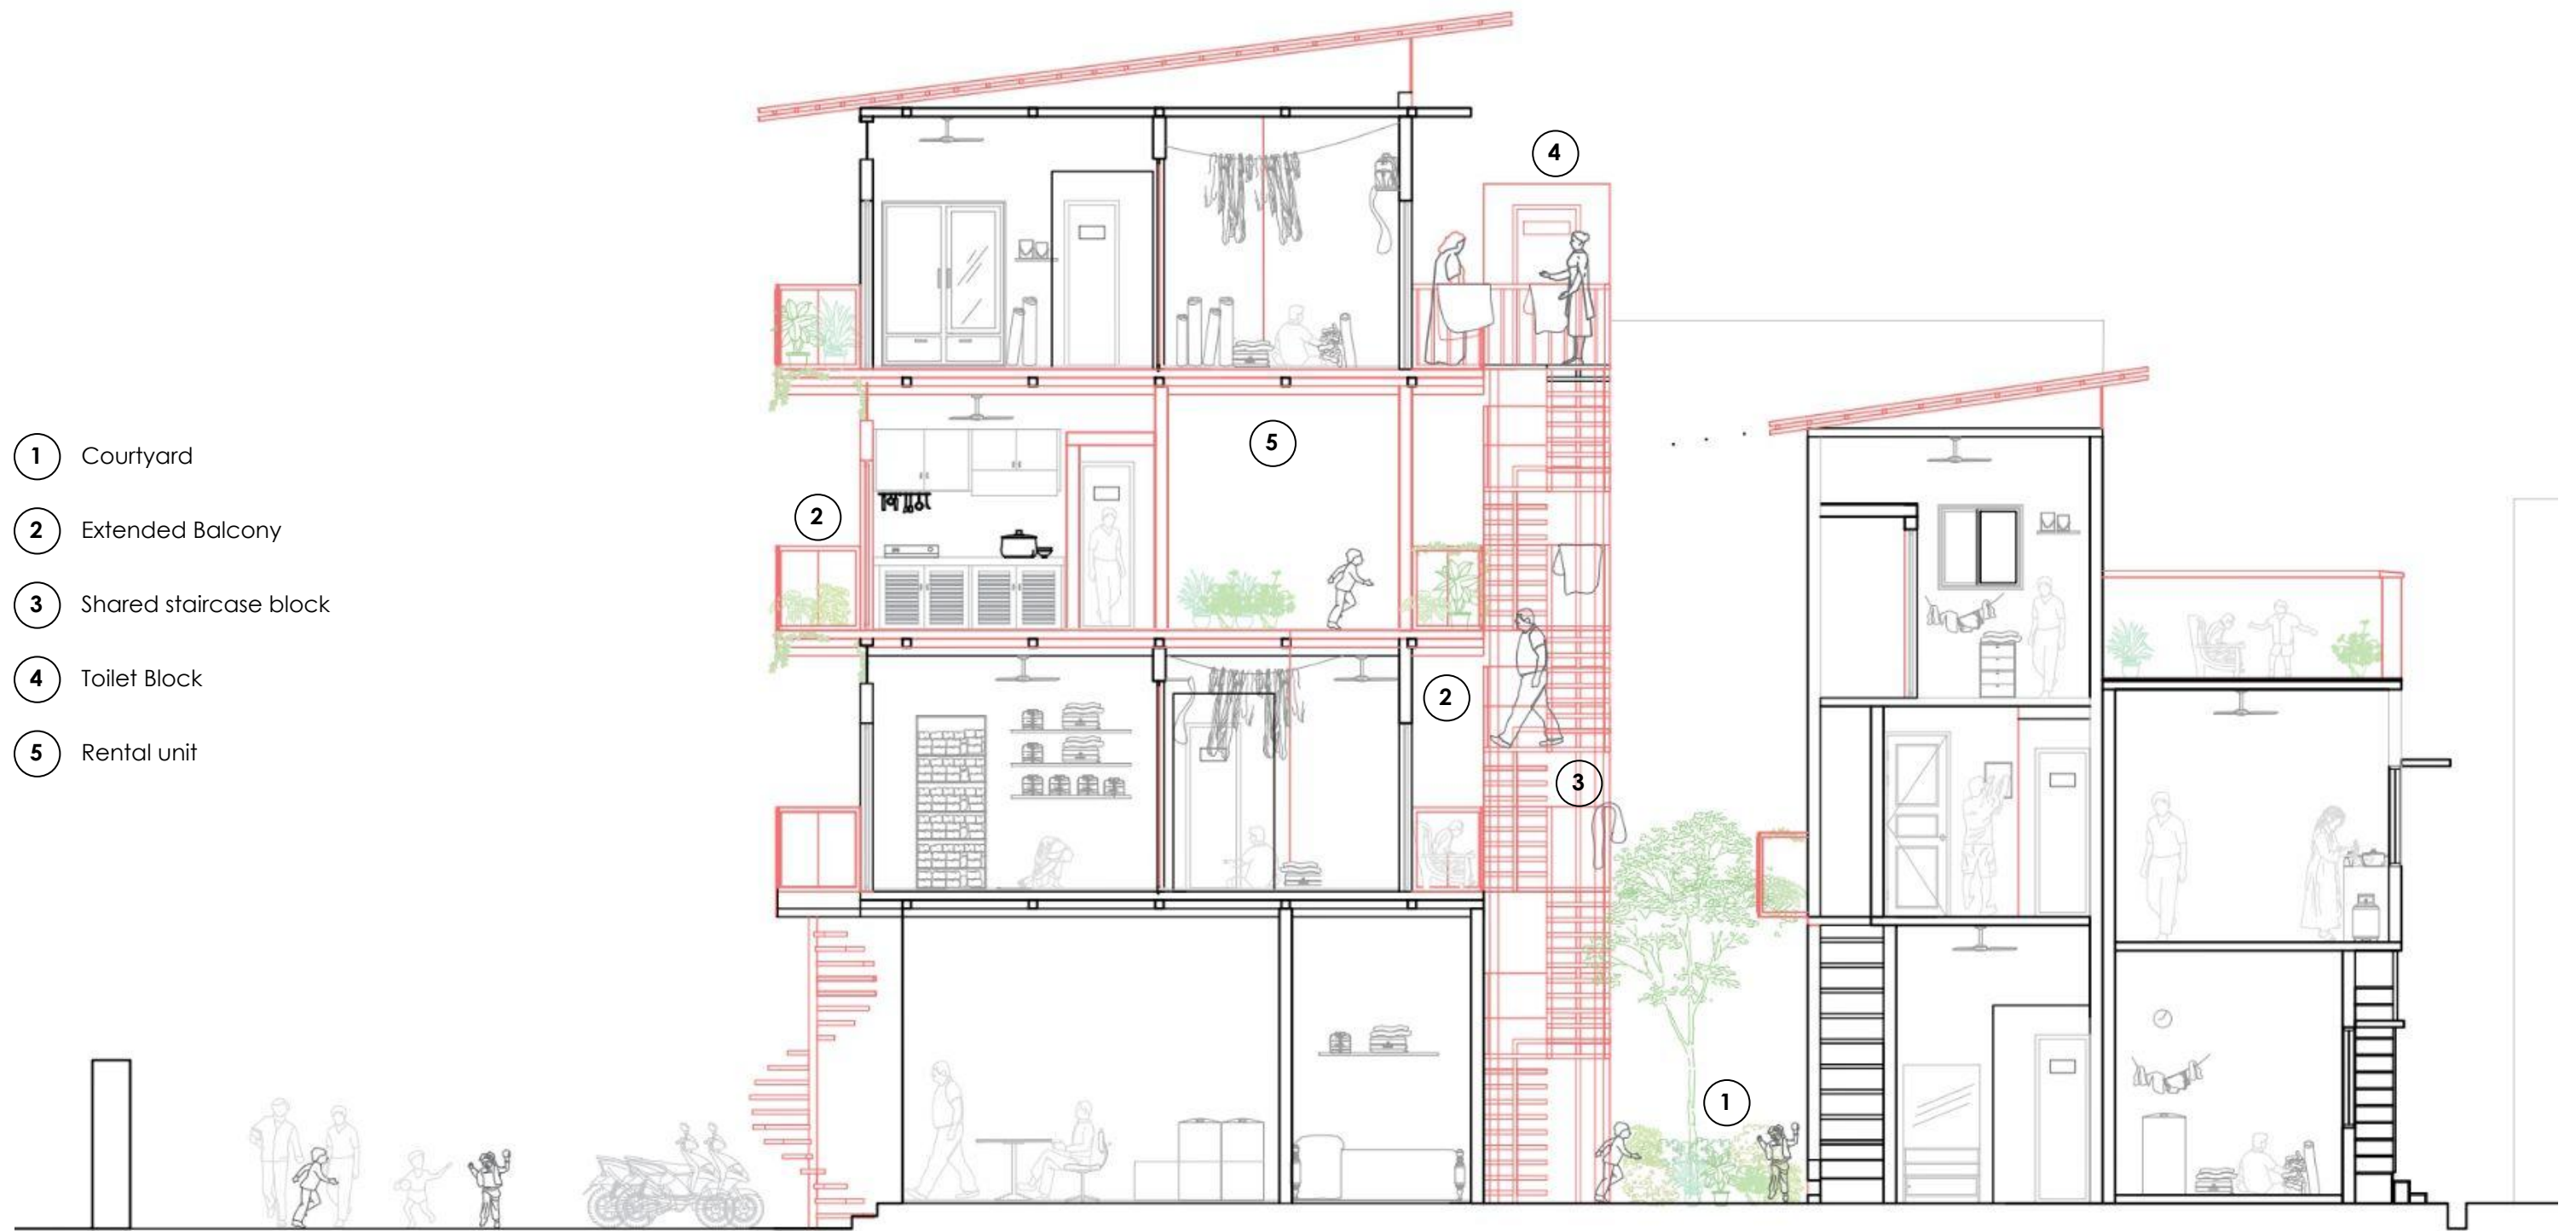 4
5
1 Courtyard
2
2 Extended Balcony
3 Shared staircase block
4 Toilet Block
2
5 Rental unit
3
1